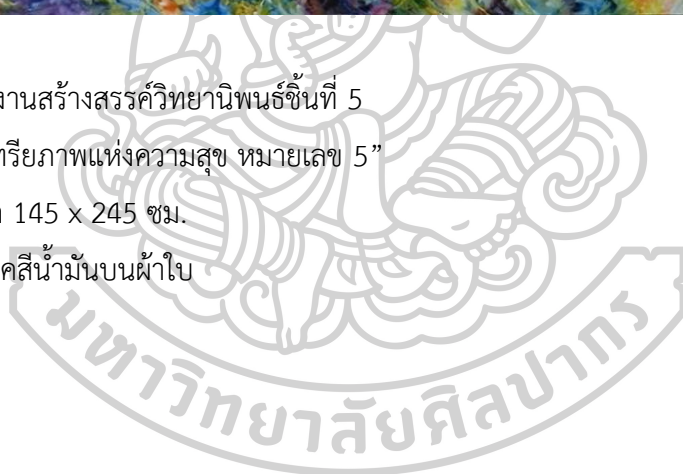 งานสร้างสรรค์วิทยานิพนธ์ชิ้นที่ 5
ทรียภาพแห่งความสุข หมายเลข 5”
145 x 245 ซม.
คสีน้ำมันบนผ้าใบ
มหาวิทยาลัยศิลปากร